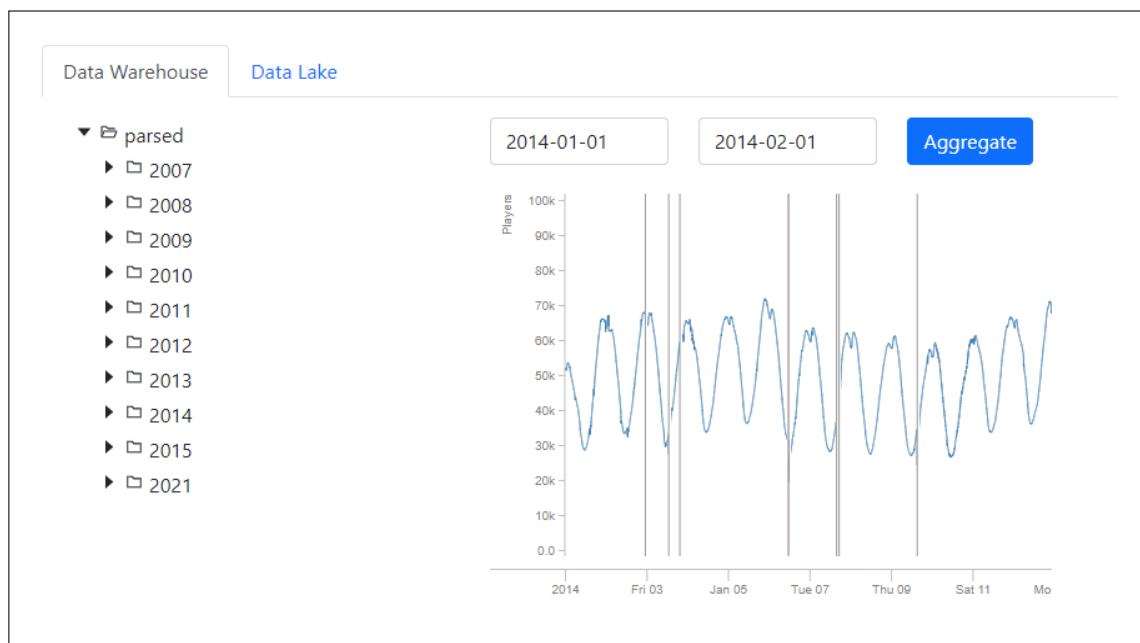 Data Warehouse
Data Lake
parsed
2007
2008
2009
2010
2011
2012
2013
2014
2015
2021
2014-01-01
2014-02-01
Aggregate
Players
100k
90k
80k
70k
60k
50k
40k
30k
20k
10k
0.0
2014
Fri 03
Jan 05
Tue 07
Thu 09
Sat 11
Mo